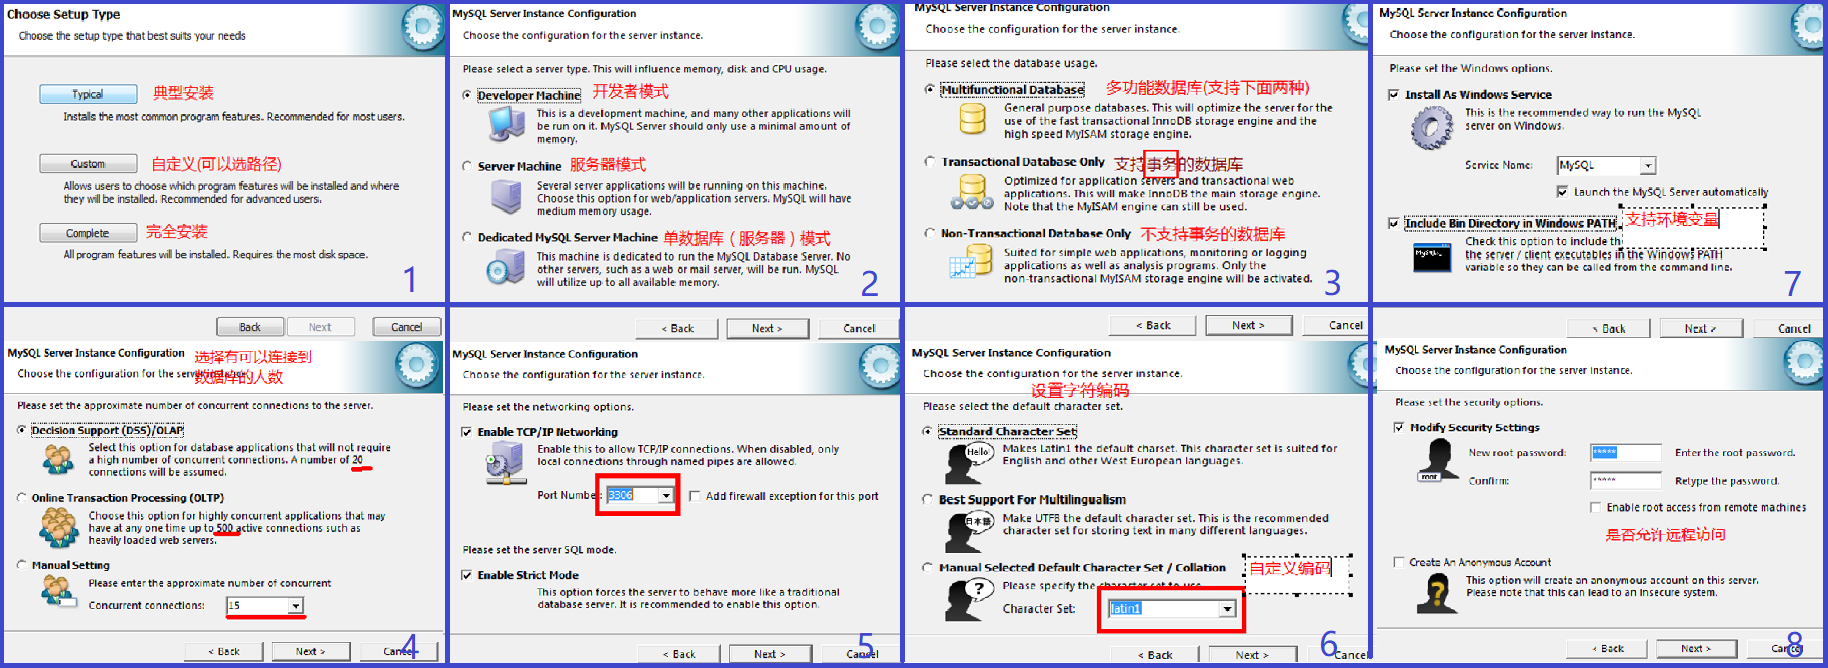 Choose Setup Type
Choose the setup type that best suits your needs
Typical
典型安装
Installs the most common program features. Recommended for most users.
Custom
自定义(可以选路径)
Allows users to choose which program features will be installed and where
they will be installed. Recommended for advanced users.
Complete
完全安装
All program features will be installed. Requires the most disk space.
1
Back
Next
Cancel
MySQL Server Instance Configuration
Choose the configuration for the server instance.
Please select a server type. This will influence memory, disk and CPU usage.
Developer Machine
开发者模式
This is a development machine, and many other applications will
be run on it. MySQL Server should only use a minimal amount of
memory.
Server Machine
服务器模式
Several server applications will be running on this machine.
Choose this option for web/application servers. MySQL will have
medium memory usage.
Dedicated MySQL Server Machine
单数据库（服务器）模式
This machine is dedicated to run the MySQL Database Server. No
other servers, such as a web or mail server, will be run. MySQL
will utilize up to all available memory.
2
< Back
Next >
Cancel
MySQL Server Instance Configuration
Choose the configuration for the server instance.
Please select the database usage.
Multifunctional Database
多功能数据库(支持下面两种)
General purpose databases. This will optimize the server for the
use of the fast transactional InnoDB storage engine and the
high speed MyISAM storage engine.
Transactional Database Only
支持事务的数据库
Optimized for application servers and transactional web
applications. This will make InnoDB the main storage engine.
Note that the MyISAM engine can still be used.
Non-Transactional Database Only
不支持事务的数据库
Suited for simple web applications, monitoring or logging
applications as well as analysis programs. Only the
non-transactional MyISAM storage engine will be activated.
3
< Back
Next >
Cancel
MySQL Server Instance Configuration
Choose the configuration for the server instance.
Please set the Windows options.
Install As Windows Service
This is the recommended way to run the MySQL
server on Windows.
Service Name:
MySQL
Launch the MySQL Server automatically
Include Bin Directory in Windows PATH
支持环境变量
Check this option to include the
the server / client executables in the Windows PATH
variable so they can be called from the command line.
7
< Back
Next >
Cancel
MySQL Server Instance Configuration
选择有可以连接到
Choose the configuration for the server
数据库的人数
Please set the approximate number of concurrent connections to the server.
Decision Support (DSS)/OLAP
Select this option for database applications that will not require
a high number of concurrent connections. A number of 20
connections will be assumed.
Online Transaction Processing (OLTP)
Choose this option for highly concurrent applications that may
have at any one time up to 500 active connections such as
heavily loaded web servers.
Manual Setting
Please enter the approximate number of concurrent
Concurrent connections:
15
4
< Back
Next >
Cancel
MySQL Server Instance Configuration
Choose the configuration for the server instance.
Please set the networking options.
Enable TCP/IP Networking
Enable this to allow TCP/IP connections. When disabled, only
local connections through named pipes are allowed.
Port Number:
3306
Add firewall exception for this port
Please set the server SQL mode.
Enable Strict Mode
This option forces the server to behave more like a traditional
database server. It is recommended to enable this option.
5
< Back
Next >
Cancel
MySQL Server Instance Configuration
Choose the configuration for the server instance.
设置字符编码
Please select the default character set.
Standard Character Set
Hello!
Makes Latin1 the default charset. This character set is suited for
English and other West European languages.
Best Support For Multilingualism
日本語
Make UTF8 the default character set. This is the recommended
character set for storing text in many different languages.
Manual Selected Default Character Set / Collation
自定义编码
?
Please specify the character set to use.
Character Set:
latin1
6
< Back
Next >
Cancel
MySQL Server Instance Configuration
Choose the configuration for the server instance.
Please set the security options.
Modify Security Settings
root
New root password:
*****
Enter the root password.
Confirm:
*****
Retype the password.
Enable root access from remote machines
是否允许远程访问
Create An Anonymous Account
?
This option will create an anonymous account on this server.
Please note that this can lead to an insecure system.
8
< Back
Next >
Cancel